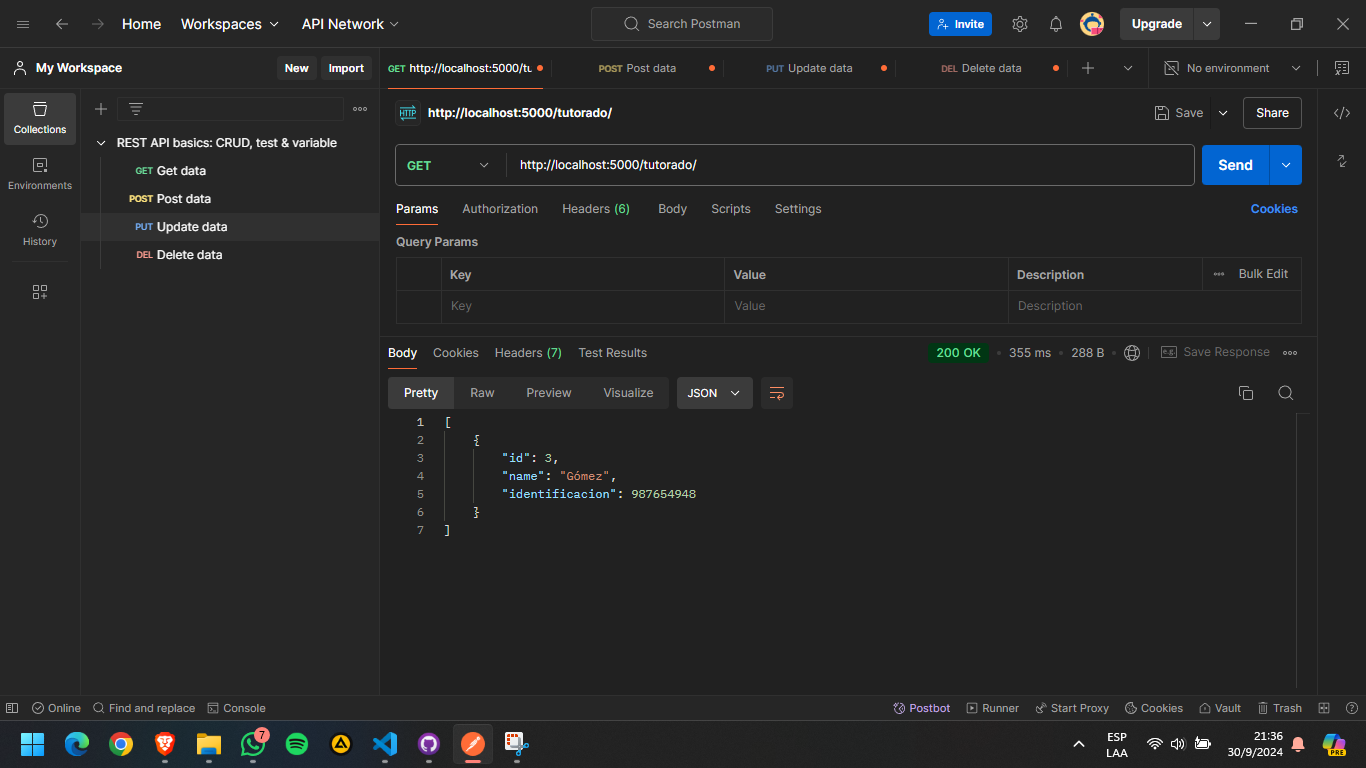 Home Workspaces API Network Search Postman Invite Upgrade
My Workspace New Import GET http://localhost:5000/tu POST Post data PUT Update data DEL Delete data No environment
Collections
Environments
History
REST API basics: CRUD, test & variable
GET Get data
POST Post data
PUT Update data
DEL Delete data
HTTP http://localhost:5000/tutorado/ Save Share
GET http://localhost:5000/tutorado/ Send
Params Authorization Headers (6) Body Scripts Settings Cookies
Query Params
Key Value Description Bulk Edit
Key Value Description
Body Cookies Headers (7) Test Results 200 OK 355 ms 288 B e.g. Save Response
Pretty Raw Preview Visualize JSON
1 [
2 {
3 "id": 3,
4 "name": "Gómez",
5 "identificacion": 987654948
6 }
7 ]
Online Find and replace Console Postbot Runner Start Proxy Cookies Vault Trash
7 ESP 21:36
LAA 30/9/2024 PRE